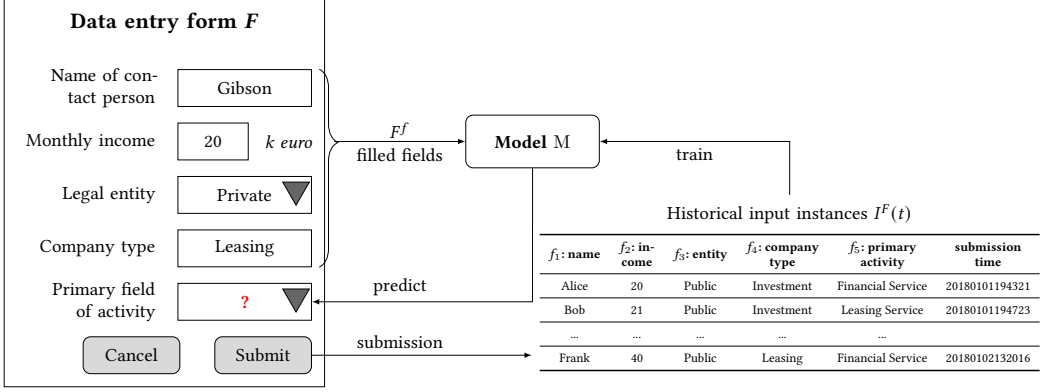 Data entry form F
Name of con-
tact person
Gibson
Monthly income
20
k euro
Legal entity
Private
Company type
Leasing
Primary field
of activity
?
Cancel
Submit
F^f
filled fields
Model M
train
predict
submission
Historical input instances I^F(t)
f₁: name f₂: in-come f₃: entity f₄: company type f₅: primary activity submission time
Alice 20 Public Investment Financial Service 20180101194321
Bob 21 Public Investment Leasing Service 20180101194723
... ... ... ... ...
Frank 40 Public Leasing Financial Service 20180102132016